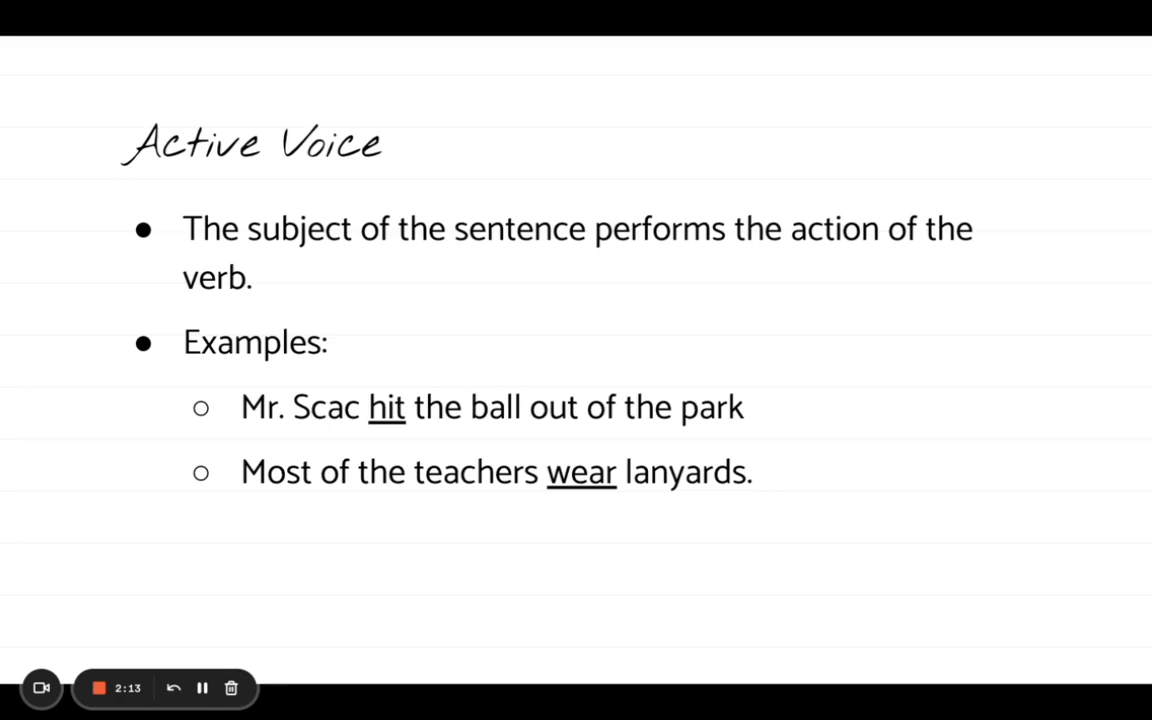 Active Voice
● The subject of the sentence performs the action of the
verb.
● Examples:
○ Mr. Scac hit the ball out of the park
○ Most of the teachers wear lanyards.
2:13